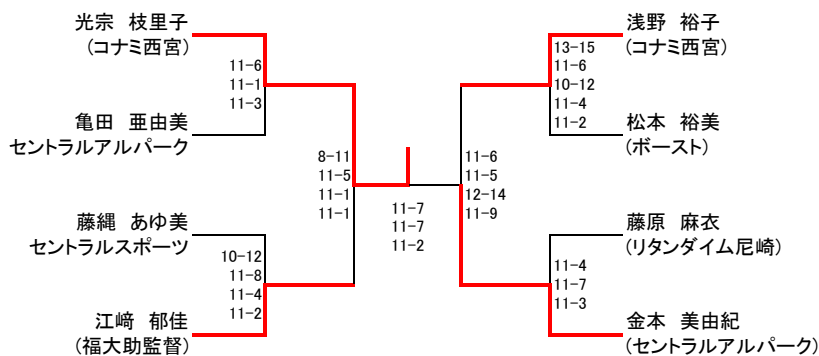 光宗 枝里子
(コナミ西宮)
11-6
11-1
11-3
亀田 亜由美
セントラルアルパーク
8-11
11-5
11-1
11-1
藤縄 あゆ美
セントラルスポーツ
10-12
11-8
11-4
11-2
江﨑 郁佳
(福大助監督)
11-7
11-7
11-2
浅野 裕子
(コナミ西宮)
13-15
11-6
10-12
11-4
11-2
松本 裕美
(ボースト)
11-6
11-5
12-14
11-9
藤原 麻衣
(リタンダイム尼崎)
11-4
11-7
11-3
金本 美由紀
(セントラルアルパーク)